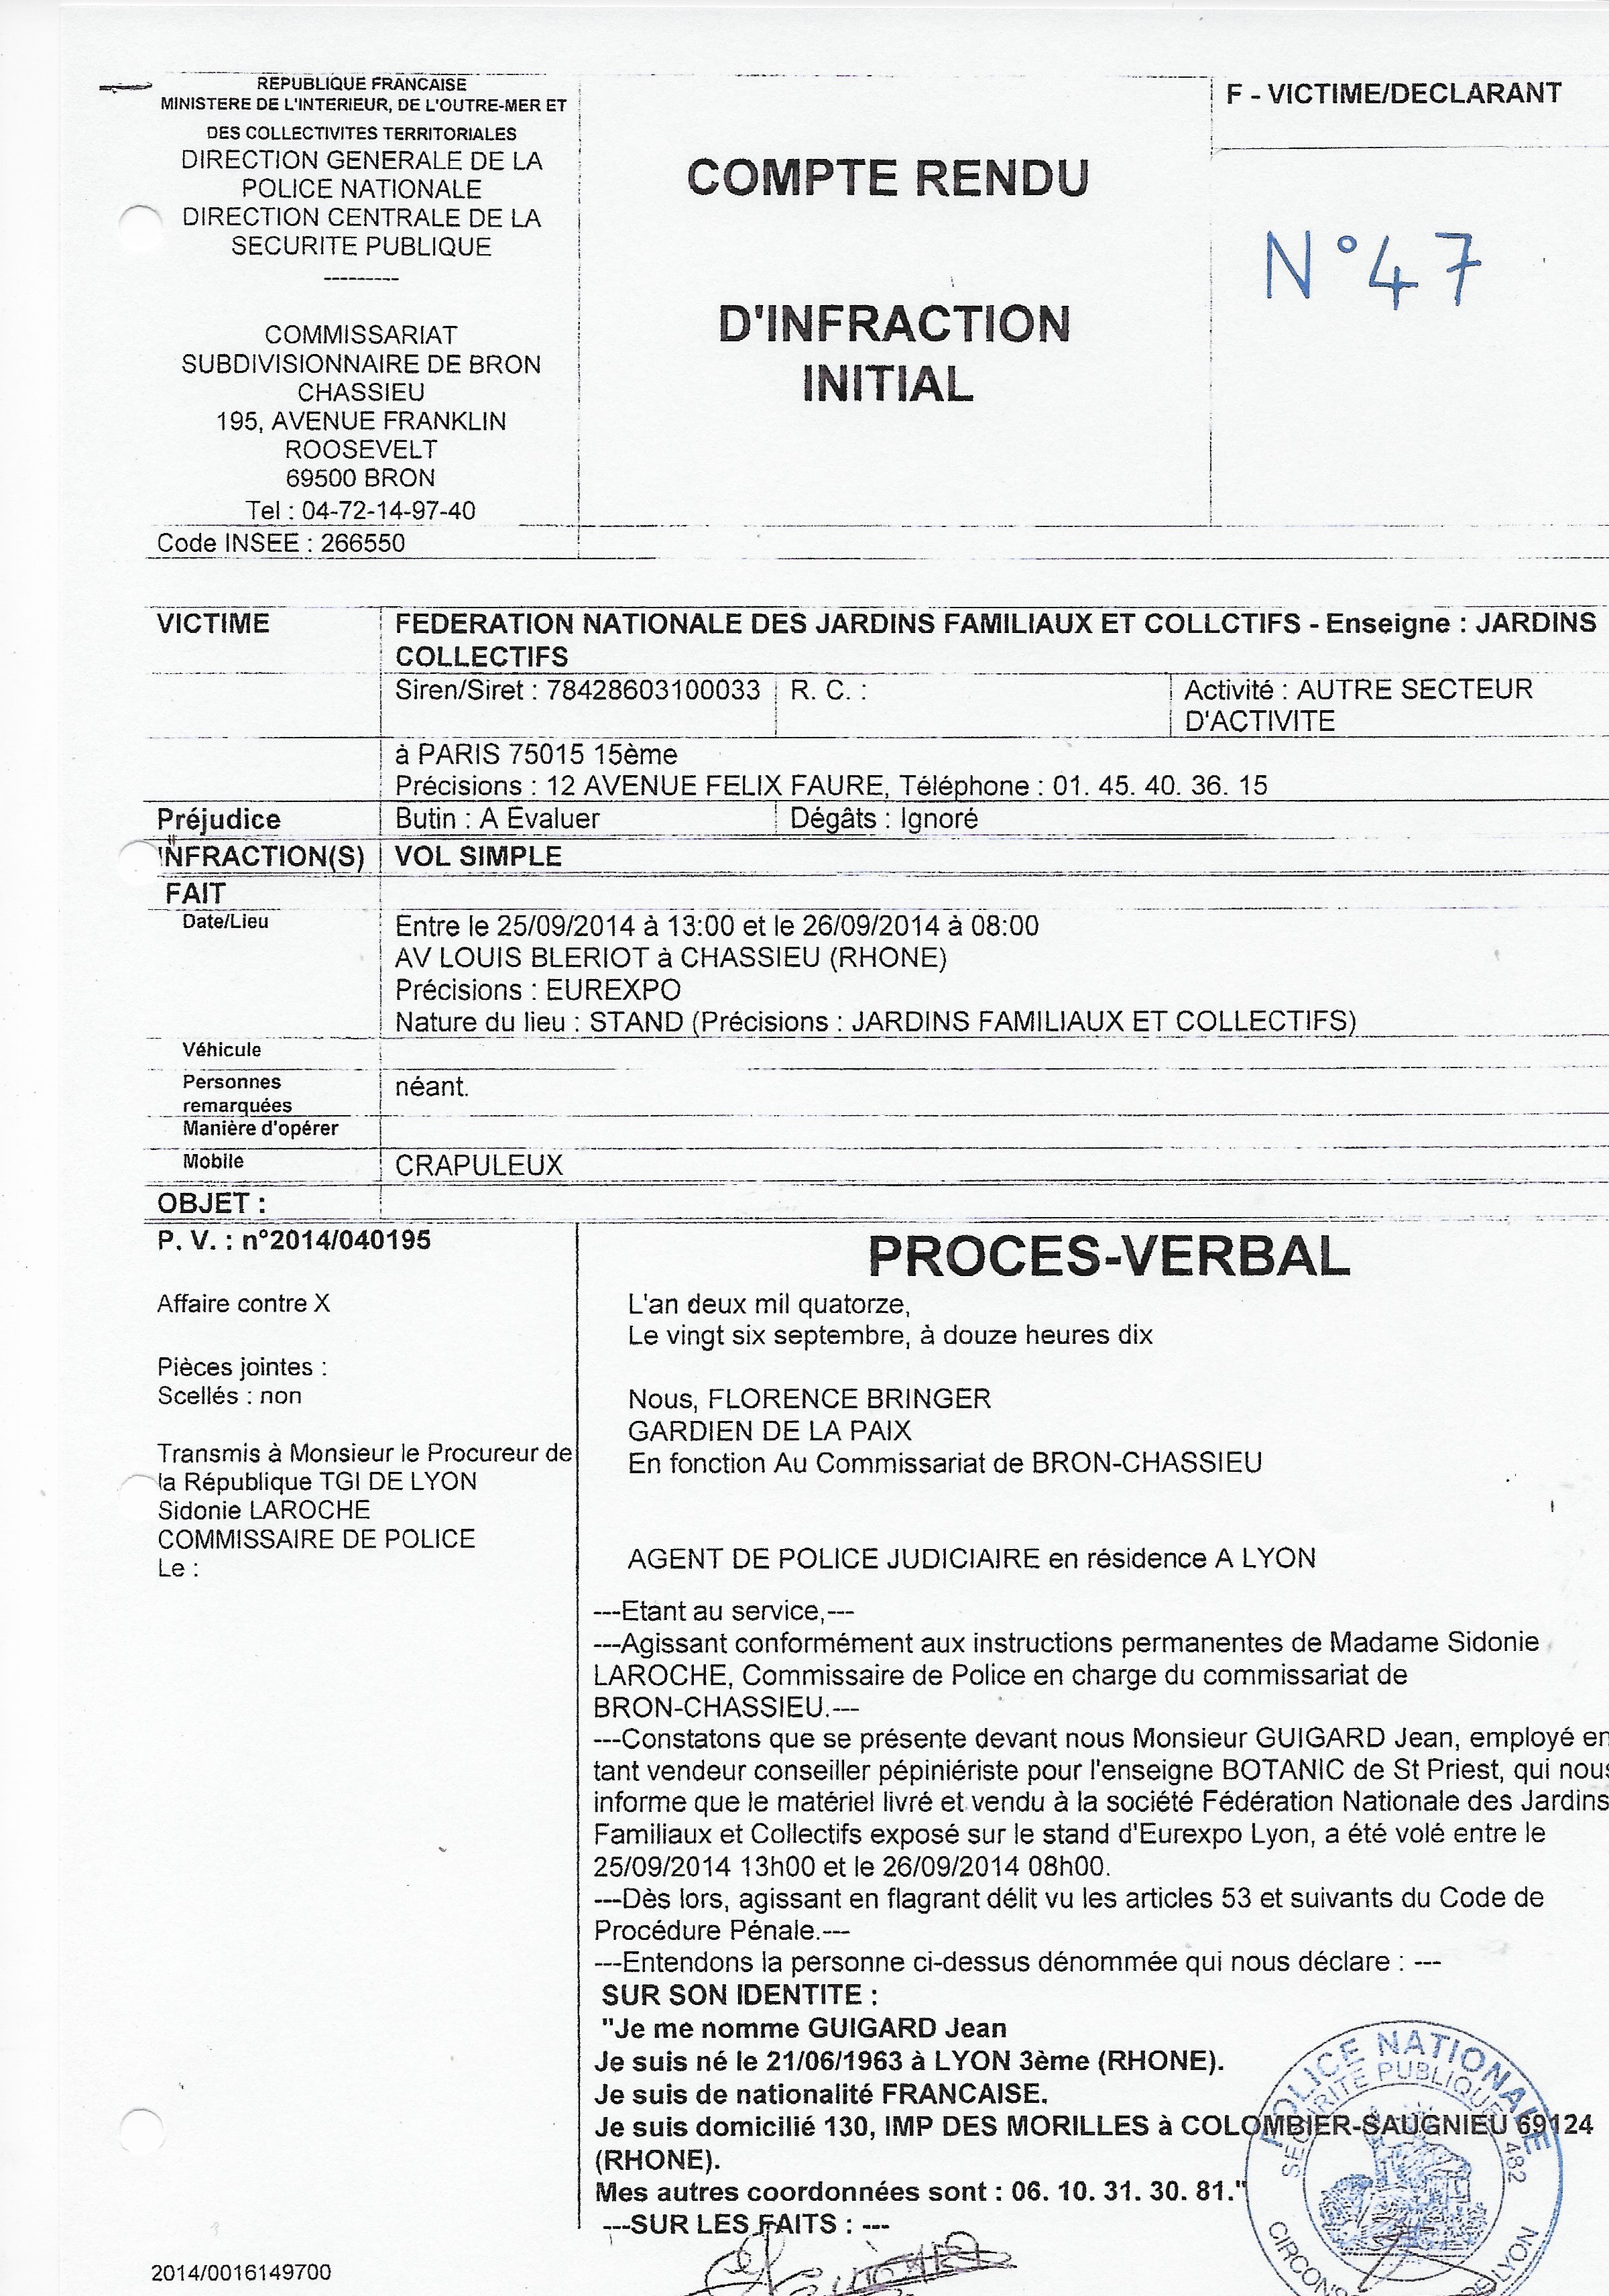 REPUBLIQUE FRANCAISE
MINISTERE DE L'INTERIEUR, DE L'OUTRE-MER ET
DES COLLECTIVITES TERRITORIALES
DIRECTION GENERALE DE LA
POLICE NATIONALE
DIRECTION CENTRALE DE LA
SECURITE PUBLIQUE
---------
COMMISSARIAT
SUBDIVISIONNAIRE DE BRON
CHASSIEU
195, AVENUE FRANKLIN
ROOSEVELT
69500 BRON
Tel : 04-72-14-97-40
Code INSEE : 266550
COMPTE RENDU
D'INFRACTION
INITIAL
F - VICTIME/DECLARANT
N°47
VICTIME
FEDERATION NATIONALE DES JARDINS FAMILIAUX ET COLLCTIFS - Enseigne : JARDINS
COLLECTIFS
Siren/Siret : 78428603100033
R. C. :
Activité : AUTRE SECTEUR
D'ACTIVITE
à PARIS 75015 15ème
Précisions : 12 AVENUE FELIX FAURE, Téléphone : 01. 45. 40. 36. 15
Préjudice
Butin : A Evaluer
Dégâts : Ignoré
INFRACTION(S)
VOL SIMPLE
FAIT
Date/Lieu
Entre le 25/09/2014 à 13:00 et le 26/09/2014 à 08:00
AV LOUIS BLERIOT à CHASSIEU (RHONE)
Précisions : EUREXPO
Nature du lieu : STAND (Précisions : JARDINS FAMILIAUX ET COLLECTIFS)
Véhicule
Personnes
remarquées
néant.
Manière d'opérer
Mobile
CRAPULEUX
OBJET :
P. V. : n°2014/040195
Affaire contre X
Pièces jointes :
Scellés : non
Transmis à Monsieur le Procureur de
la République TGI DE LYON
Sidonie LAROCHE
COMMISSAIRE DE POLICE
Le :
PROCES-VERBAL
L'an deux mil quatorze,
Le vingt six septembre, à douze heures dix
Nous, FLORENCE BRINGER
GARDIEN DE LA PAIX
En fonction Au Commissariat de BRON-CHASSIEU
AGENT DE POLICE JUDICIAIRE en résidence A LYON
---Etant au service,---
---Agissant conformément aux instructions permanentes de Madame Sidonie
LAROCHE, Commissaire de Police en charge du commissariat de
BRON-CHASSIEU.---
---Constatons que se présente devant nous Monsieur GUIGARD Jean, employé en
tant vendeur conseiller pépiniériste pour l'enseigne BOTANIC de St Priest, qui nous
informe que le matériel livré et vendu à la société Fédération Nationale des Jardins
Familiaux et Collectifs exposé sur le stand d'Eurexpo Lyon, a été volé entre le
25/09/2014 13h00 et le 26/09/2014 08h00.
---Dès lors, agissant en flagrant délit vu les articles 53 et suivants du Code de
Procédure Pénale.---
---Entendons la personne ci-dessus dénommée qui nous déclare : ---
SUR SON IDENTITE :
"Je me nomme GUIGARD Jean
Je suis né le 21/06/1963 à LYON 3ème (RHONE).
Je suis de nationalité FRANCAISE.
Je suis domicilié 130, IMP DES MORILLES à COLOMBIER-SAUGNIEU 69124
(RHONE).
Mes autres coordonnées sont : 06. 10. 31. 30. 81."
---SUR LES FAITS : ---
POLICE NATIONALE
SECURITE PUBLIQUE 482
LYON
2014/0016149700